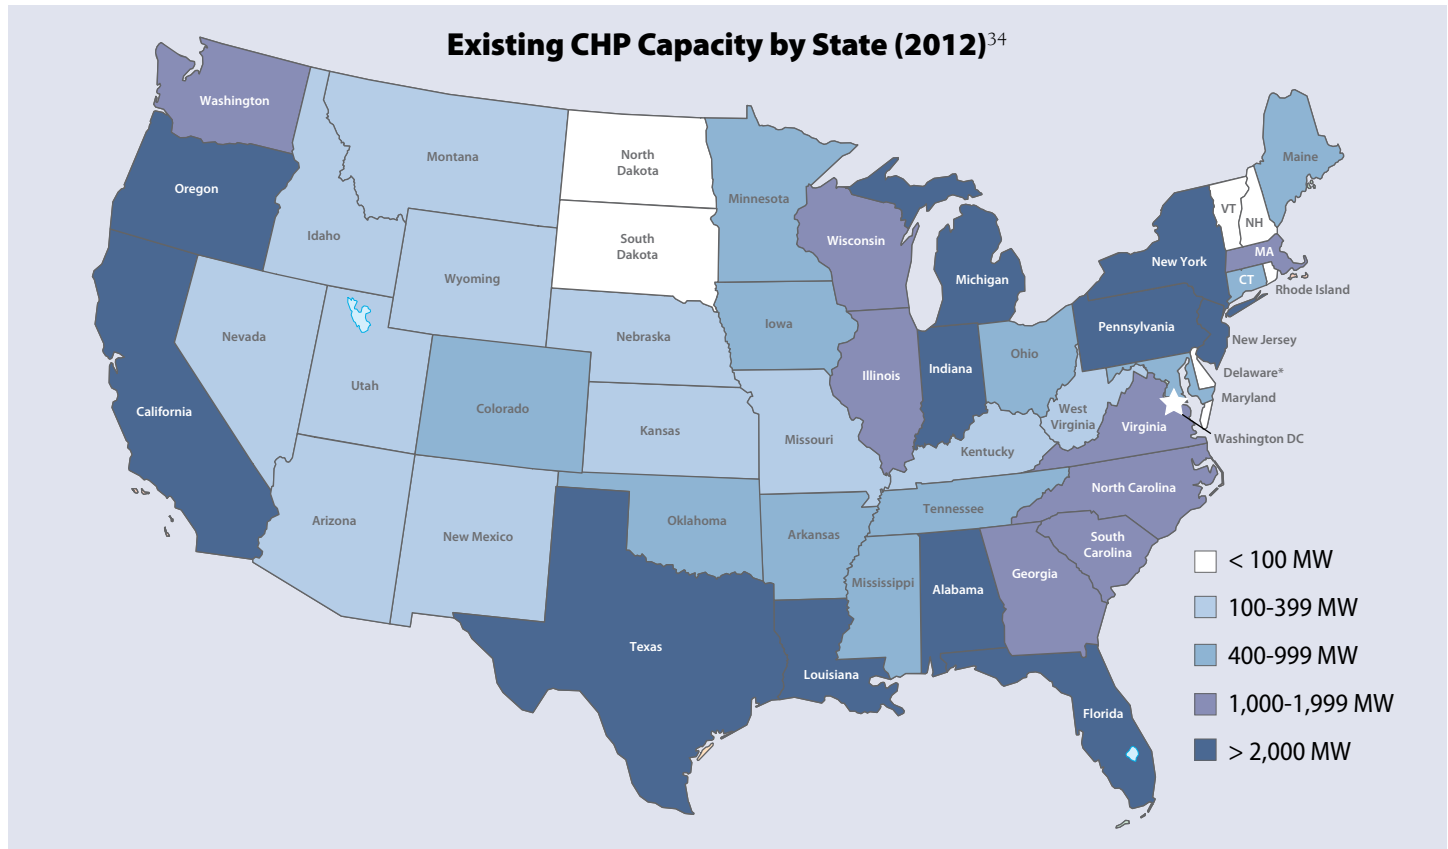 Existing CHP Capacity by State (2012)34
Washington
Oregon
California
Montana
Idaho
Wyoming
Nevada
Utah
Colorado
Arizona
New Mexico
North
Dakota
South
Dakota
Nebraska
Kansas
Oklahoma
Texas
Minnesota
Iowa
Missouri
Arkansas
Louisiana
Wisconsin
Illinois
Michigan
Indiana
Ohio
Kentucky
Tennessee
Mississippi
Alabama
Georgia
Florida
South
Carolina
North Carolina
Virginia
West
Virginia
Pennsylvania
New York
VT
NH
Maine
MA
CT
Rhode Island
New Jersey
Delaware*
Maryland
Washington DC
< 100 MW
100-399 MW
400-999 MW
1,000-1,999 MW
> 2,000 MW